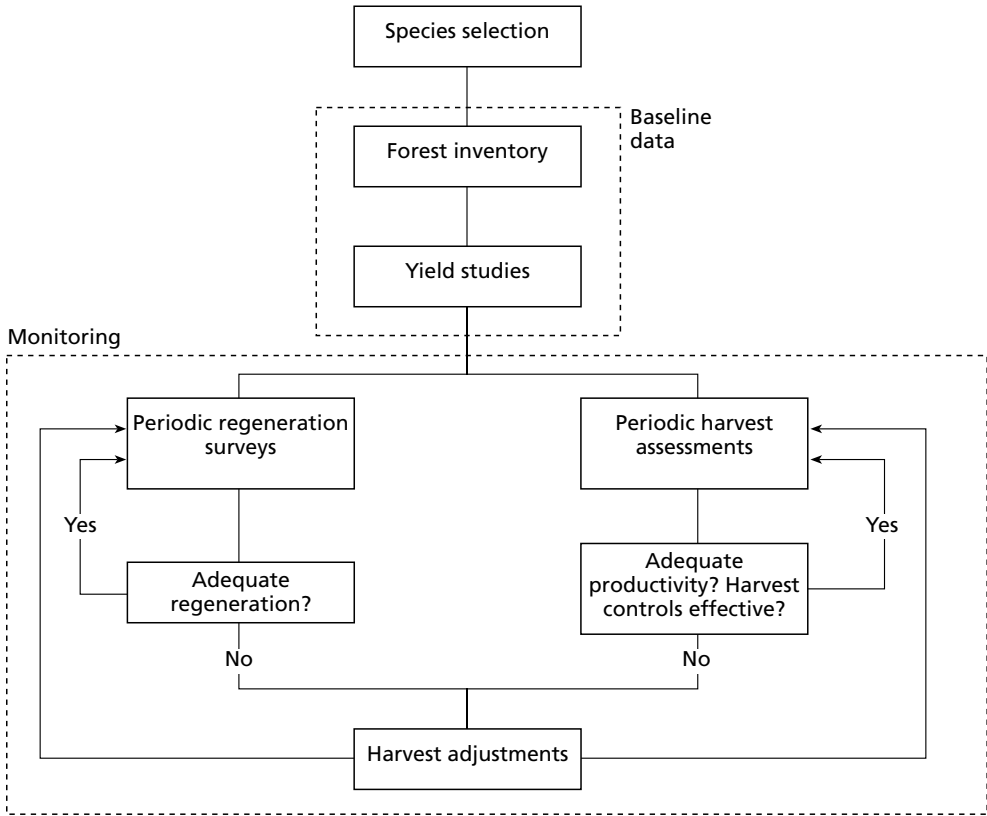 Species selection
Baseline
data
Forest inventory
Yield studies
Monitoring
Periodic regeneration
surveys
Periodic harvest
assessments
Yes
Yes
Adequate
regeneration?
Adequate
productivity? Harvest
controls effective?
No
No
Harvest adjustments